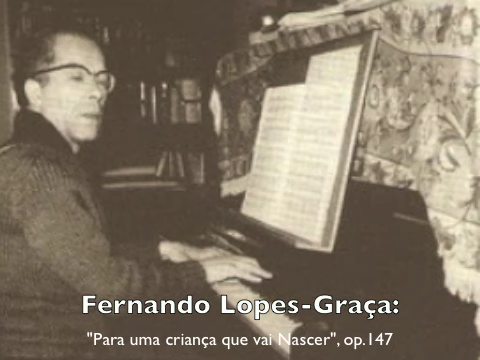 Fernando Lopes-Graça:
"Para uma criança que vai Nascer", op.147